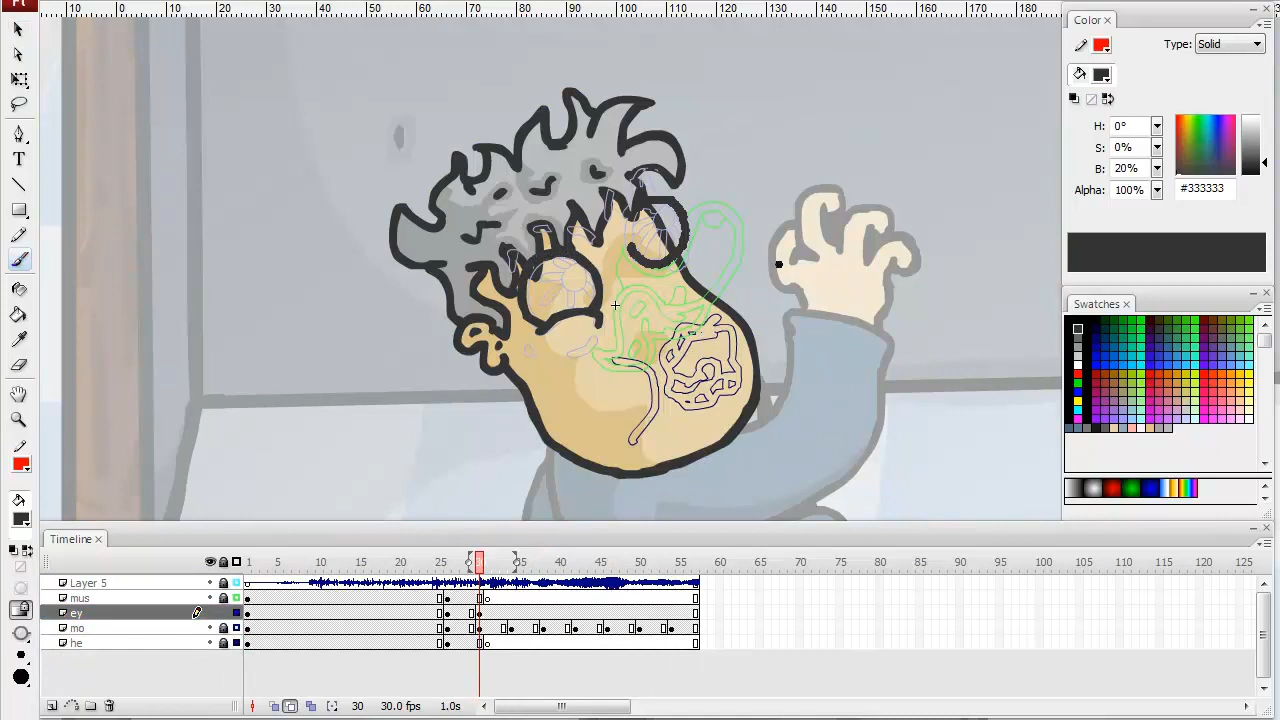 Fl
10 0 10 20 30 40 50 60 70 80 90 100 110 120 130 140 150 160 170 180
Color ×
Type: Solid
H: 0°
S: 0%
B: 20%
Alpha: 100%
#333333
Swatches ×
T
Timeline ×
1 5 10 15 20 25 30 35 40 45 50 55 60 65 70 75 80 85 90 95 100 105 110 115 120 125
Layer 5
mus
ey
mo
he
30 30.0 fps 1.0s